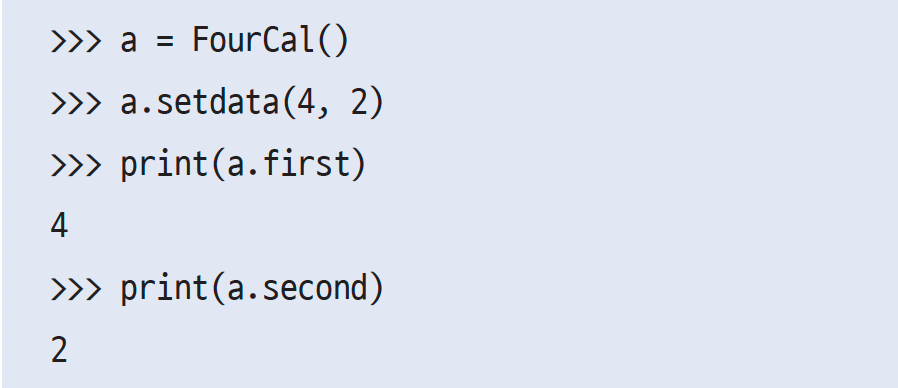 >>> a = FourCal()
>>> a.setdata(4, 2)
>>> print(a.first)
4
>>> print(a.second)
2